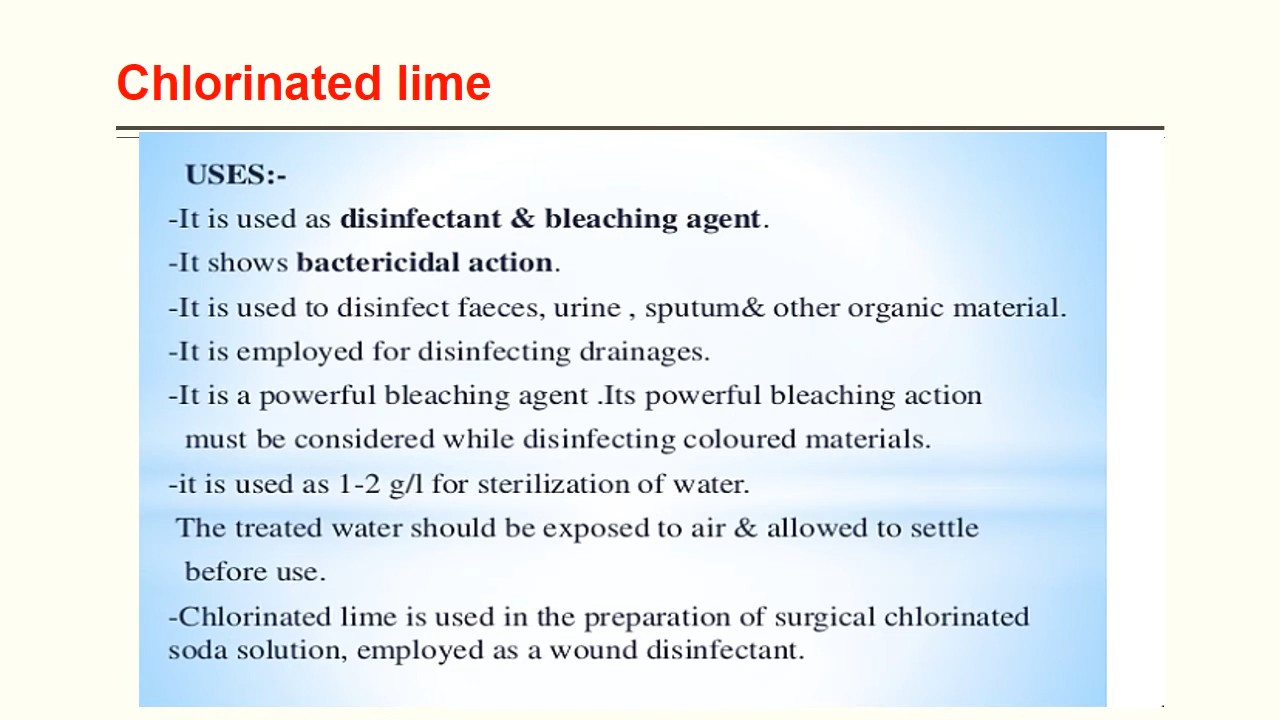 Chlorinated lime
USES:-
-It is used as disinfectant & bleaching agent.
-It shows bactericidal action.
-It is used to disinfect faeces, urine , sputum& other organic material.
-It is employed for disinfecting drainages.
-It is a powerful bleaching agent .Its powerful bleaching action
must be considered while disinfecting coloured materials.
-it is used as 1-2 g/l for sterilization of water.
The treated water should be exposed to air & allowed to settle
before use.
-Chlorinated lime is used in the preparation of surgical chlorinated
soda solution, employed as a wound disinfectant.